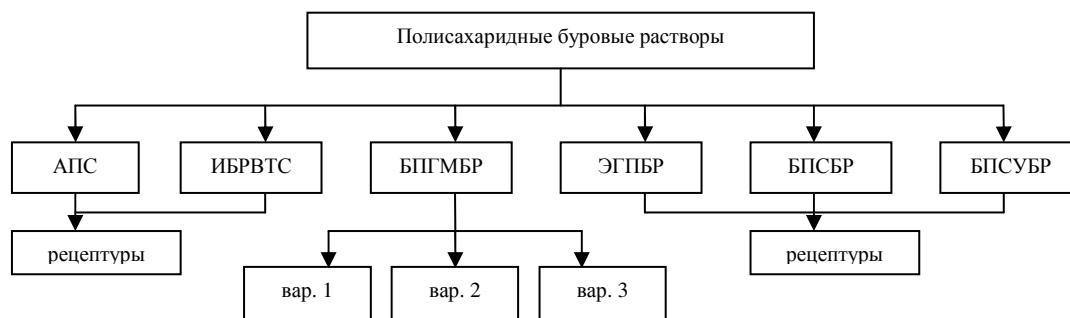 Полисахаридные буровые растворы
АПС
ИБРВТС
БПГМБР
ЭГПБР
БПСБР
БПСУБР
рецептуры
рецептуры
вар. 1
вар. 2
вар. 3